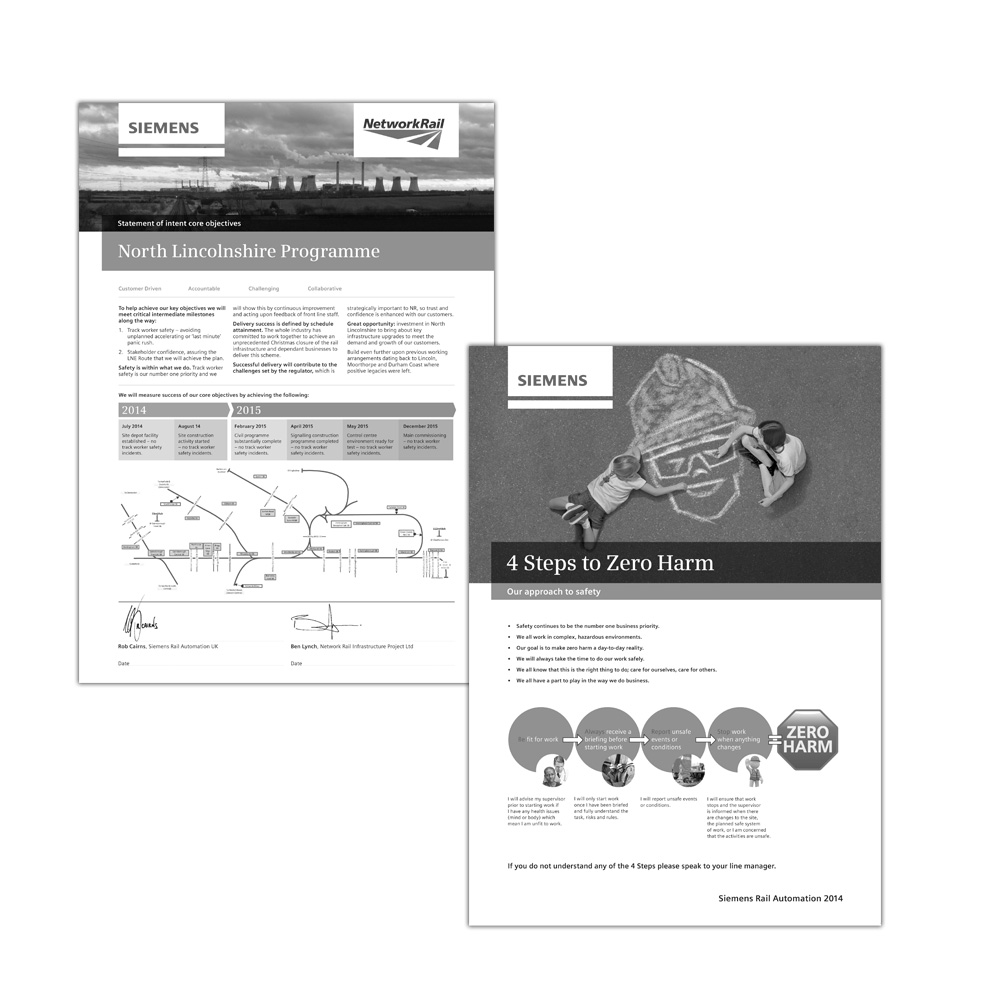 SIEMENS
NetworkRail
Statement of intent core objectives
North Lincolnshire Programme
Customer Driven
Accountable
Challenging
Collaborative
To help achieve our key objectives we will
meet critical intermediate milestones
along the way:
1. Track worker safety – avoiding
unplanned accelerating or 'last minute'
panic rush.
2. Stakeholder confidence, assuring the
LNE Route that we will achieve the plan.
Safety is within what we do. Track worker
safety is our number one priority and we
will show this by continuous improvement
and acting upon feedback of front line staff.
Delivery success is defined by schedule
attainment. The whole industry has
committed to work together to achieve an
unprecedented Christmas closure of the rail
infrastructure and dependant businesses to
deliver this scheme.
Successful delivery will contribute to the
challenges set by the regulator, which is
strategically important to NR, so trust and
confidence is enhanced with our customers.
Great opportunity: investment in North
Lincolnshire to bring about key
infrastructure upgrades to meet the
demand and growth of our customers.
Build even further upon previous working
arrangements dating back to Lincoln,
Moorthorpe and Durham Coast where
positive legacies were left.
We will measure success of our core objectives by achieving the following:
2014
2015
July 2014
Site depot facility
established – no
track worker safety
incidents.
August 14
Site construction
activity started
– no track worker
safety incidents.
February 2015
Civil programme
substantially complete
– no track worker
safety incidents.
April 2015
Signalling construction
programme completed
– no track worker
safety incidents.
May 2015
Control centre
environment ready for
test – no track worker
safety incidents.
December 2015
Main commissioning
– no track worker
safety incidents.
Rob Cairns, Siemens Rail Automation UK
Ben Lynch, Network Rail Infrastructure Project Ltd
Date
Date
SIEMENS
4 Steps to Zero Harm
Our approach to safety
• Safety continues to be the number one business priority.
• We all work in complex, hazardous environments.
• Our goal is to make zero harm a day-to-day reality.
• We will always take the time to do our work safely.
• We all know that this is the right thing to do; care for ourselves, care for others.
• We all have a part to play in the way we do business.
Be fit for work
Always receive a
briefing before
starting work
Report unsafe
events or
conditions
Stop work
when anything
changes
ZERO
HARM
I will advise my supervisor
prior to starting work if
I have any health issues
(mind or body) which
mean I am unfit to work.
I will only start work
once I have been briefed
and fully understand the
task, risks and rules.
I will report unsafe events
or conditions.
I will ensure that work
stops and the supervisor
is informed when there
are changes to the site,
the planned safe system
of work, or I am concerned
that the activities are unsafe.
If you do not understand any of the 4 Steps please speak to your line manager.
Siemens Rail Automation 2014